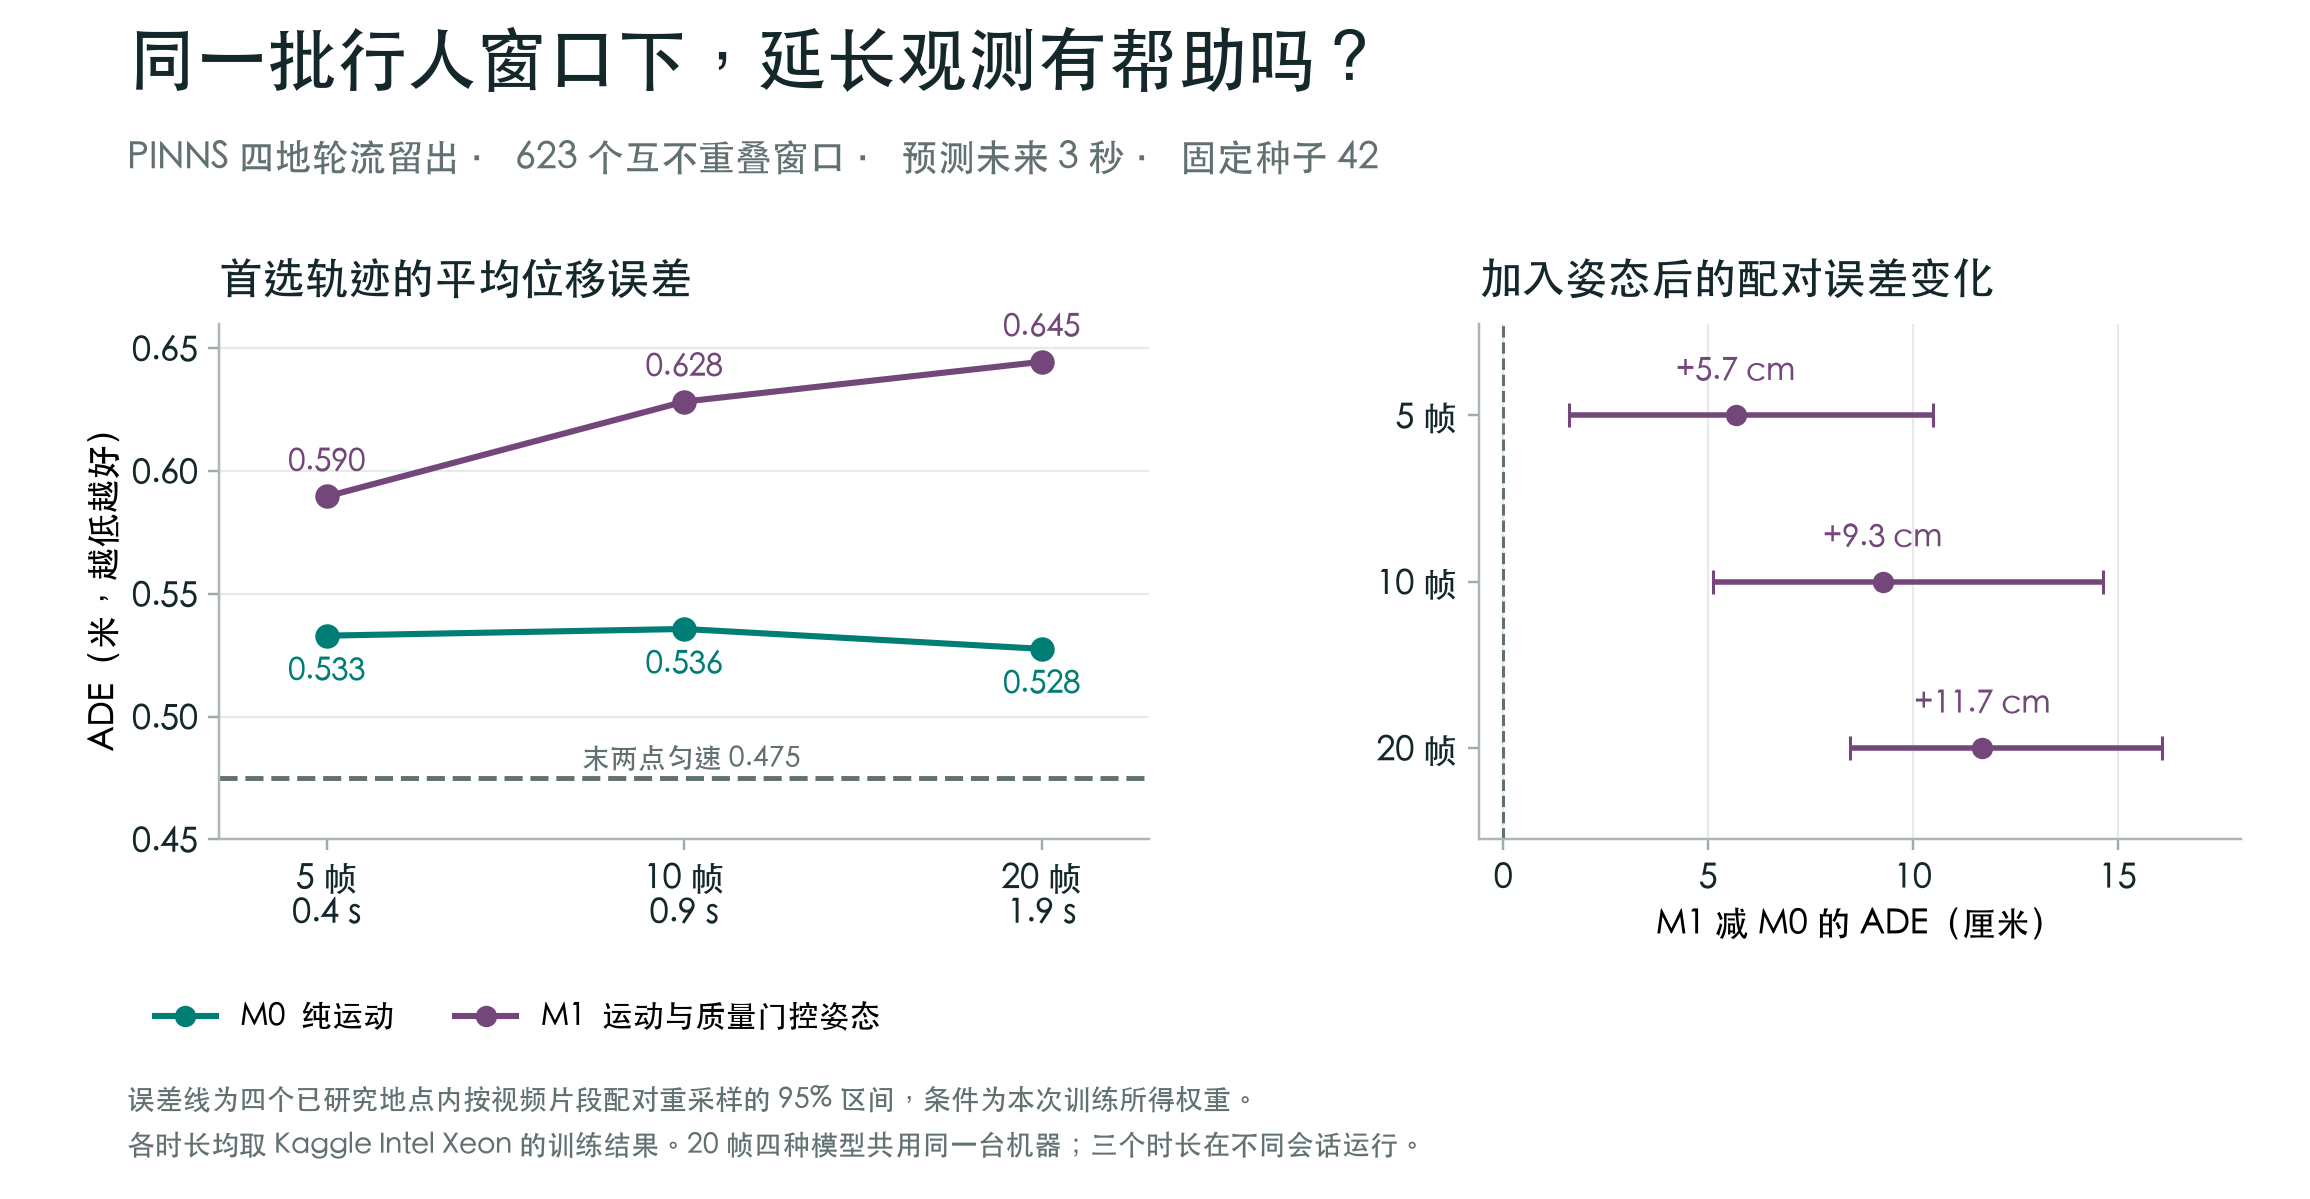 同一批行人窗口下，延长观测有帮助吗？
PINNS 四地轮流留出 · 623 个互不重叠窗口 · 预测未来 3 秒 · 固定种子 42
首选轨迹的平均位移误差
ADE（米，越低越好）
0.65
0.60
0.55
0.50
0.45
0.590
0.628
0.645
0.533
0.536
0.528
末两点匀速 0.475
5 帧
0.4 s
10 帧
0.9 s
20 帧
1.9 s
M0 纯运动
M1 运动与质量门控姿态
加入姿态后的配对误差变化
5 帧
10 帧
20 帧
+5.7 cm
+9.3 cm
+11.7 cm
0
5
10
15
M1 减 M0 的 ADE（厘米）
误差线为四个已研究地点内按视频片段配对重采样的 95% 区间，条件为本次训练所得权重。
各时长均取 Kaggle Intel Xeon 的训练结果。20 帧四种模型共用同一台机器；三个时长在不同会话运行。